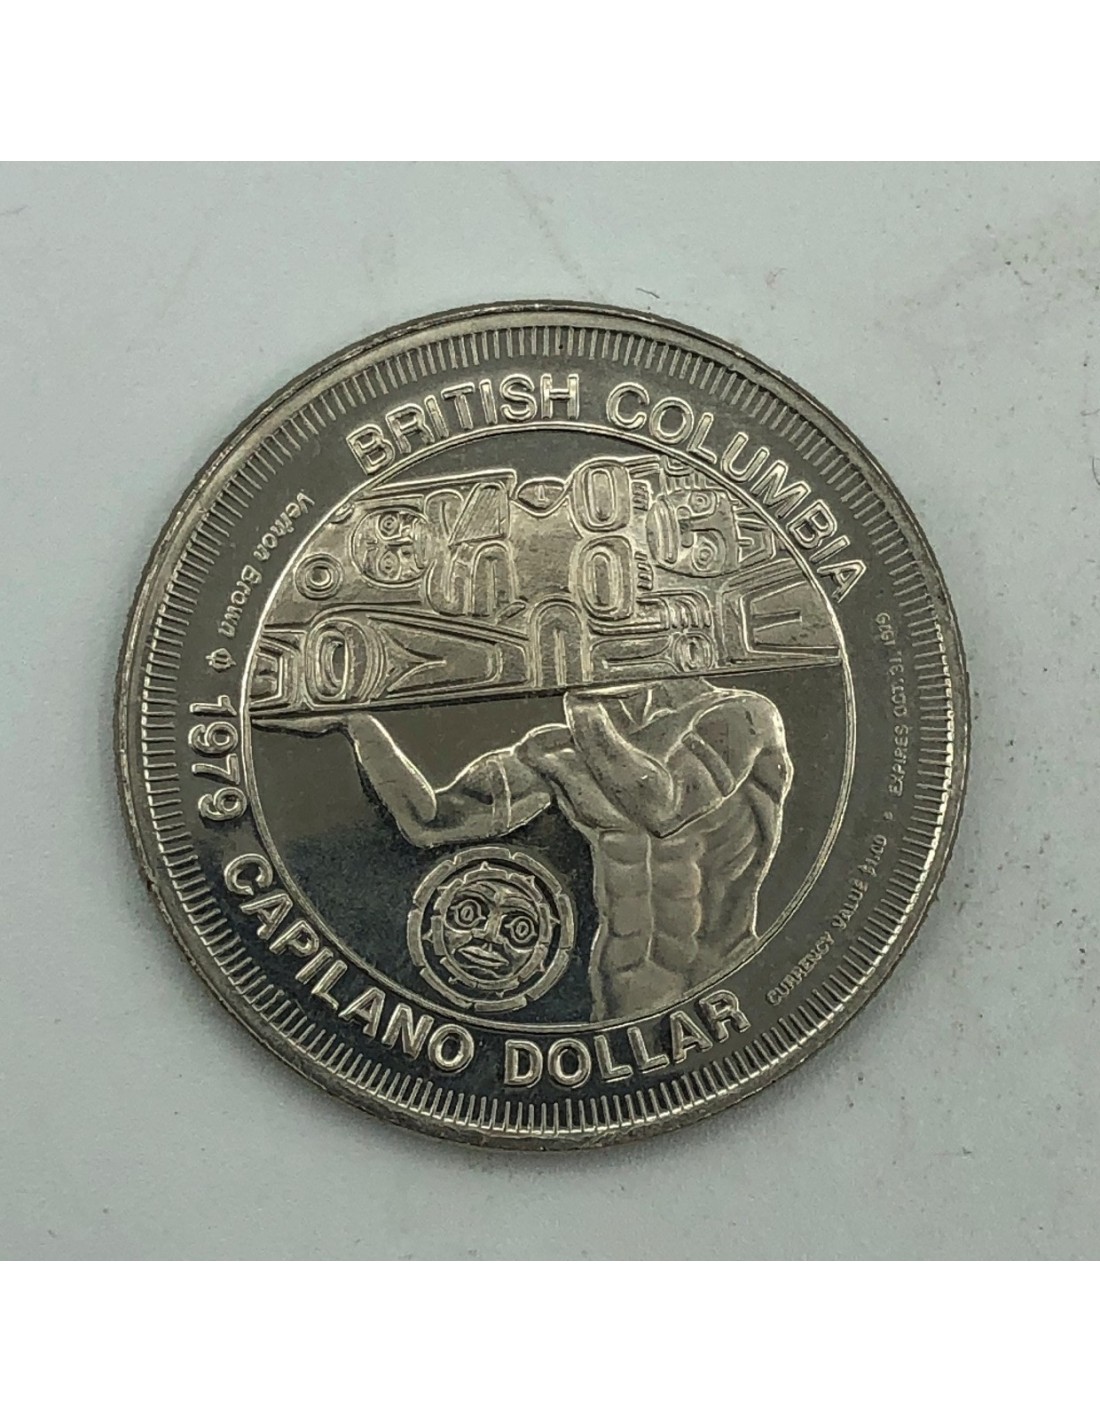 BRITISH COLUMBIA
Vernon Brown
1979 CAPILANO DOLLAR
CURRENCY VALUE $1.00
EXPIRES OCT. 31, 1979